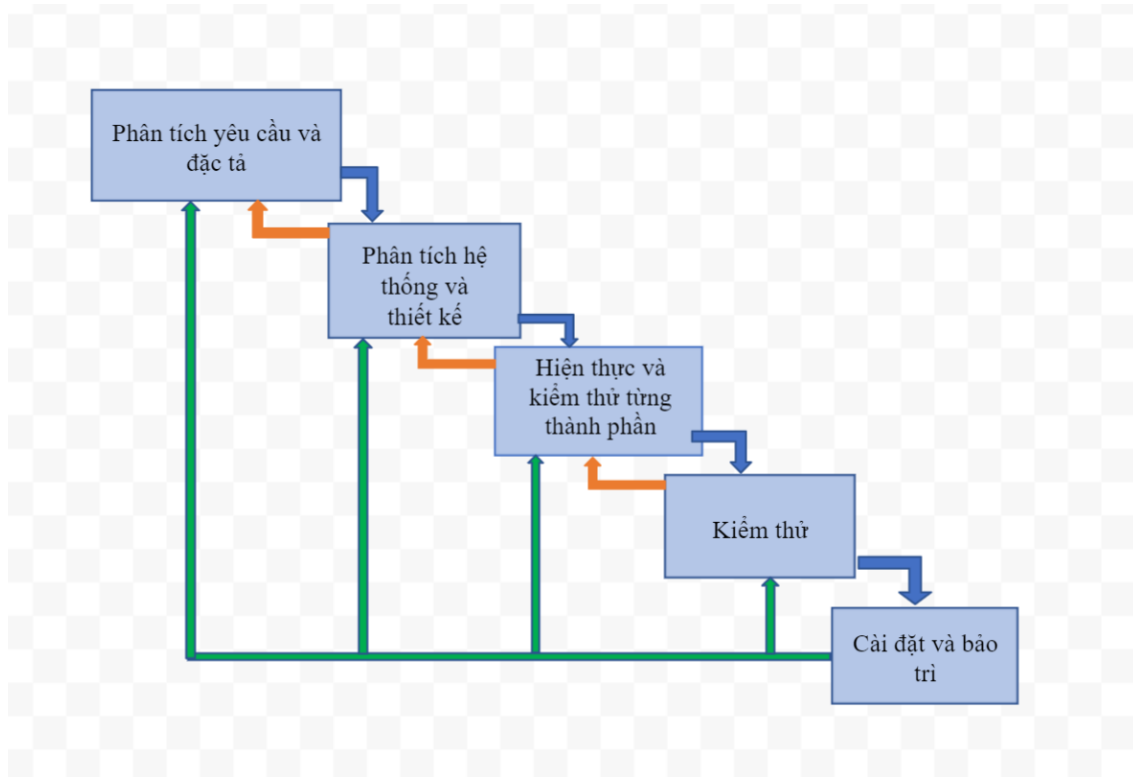 Phân tích yêu cầu và
đặc tả
Phân tích hệ
thống và
thiết kế
Hiện thực và
kiểm thử từng
thành phần
Kiểm thử
Cài đặt và bảo
trì